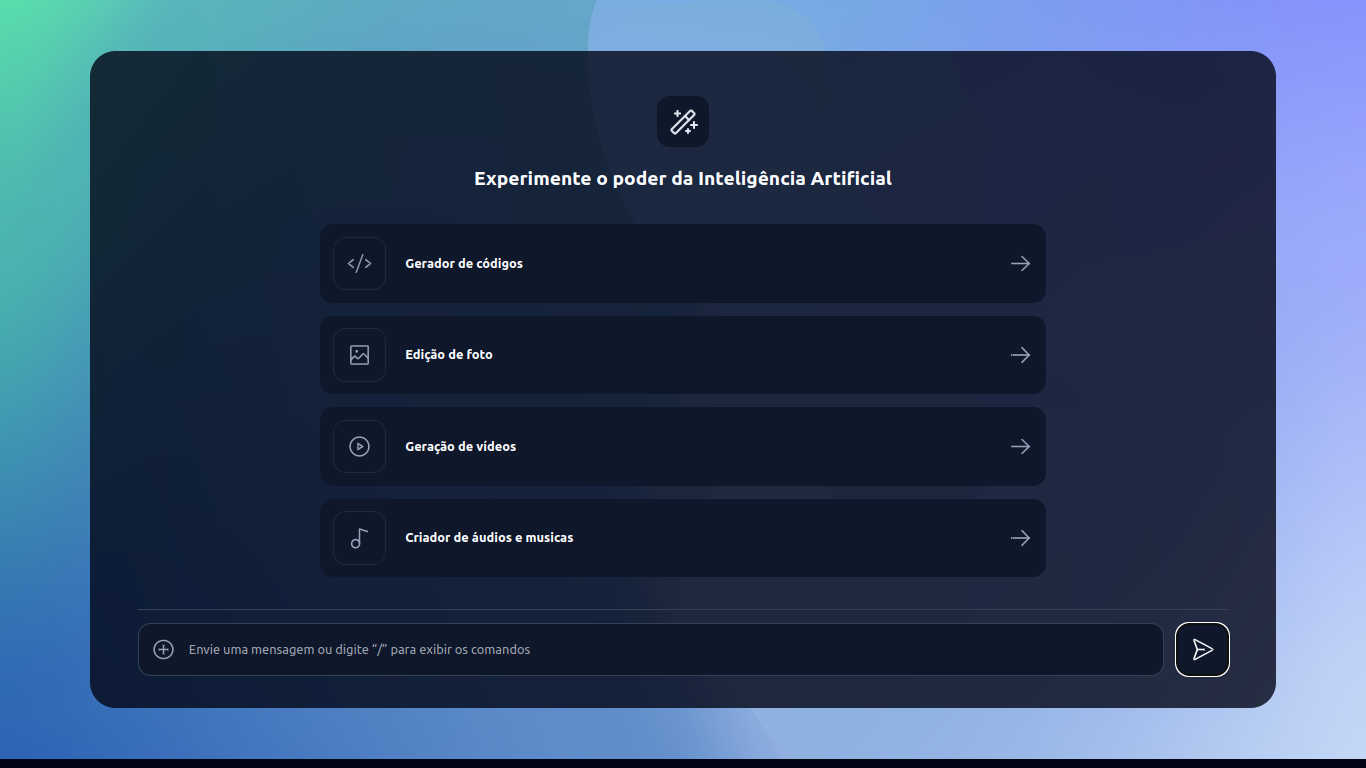 Experimente o poder da Inteligência Artificial
Gerador de códigos
Edição de foto
Geração de vídeos
Criador de áudios e musicas
Envie uma mensagem ou digite “/” para exibir os comandos